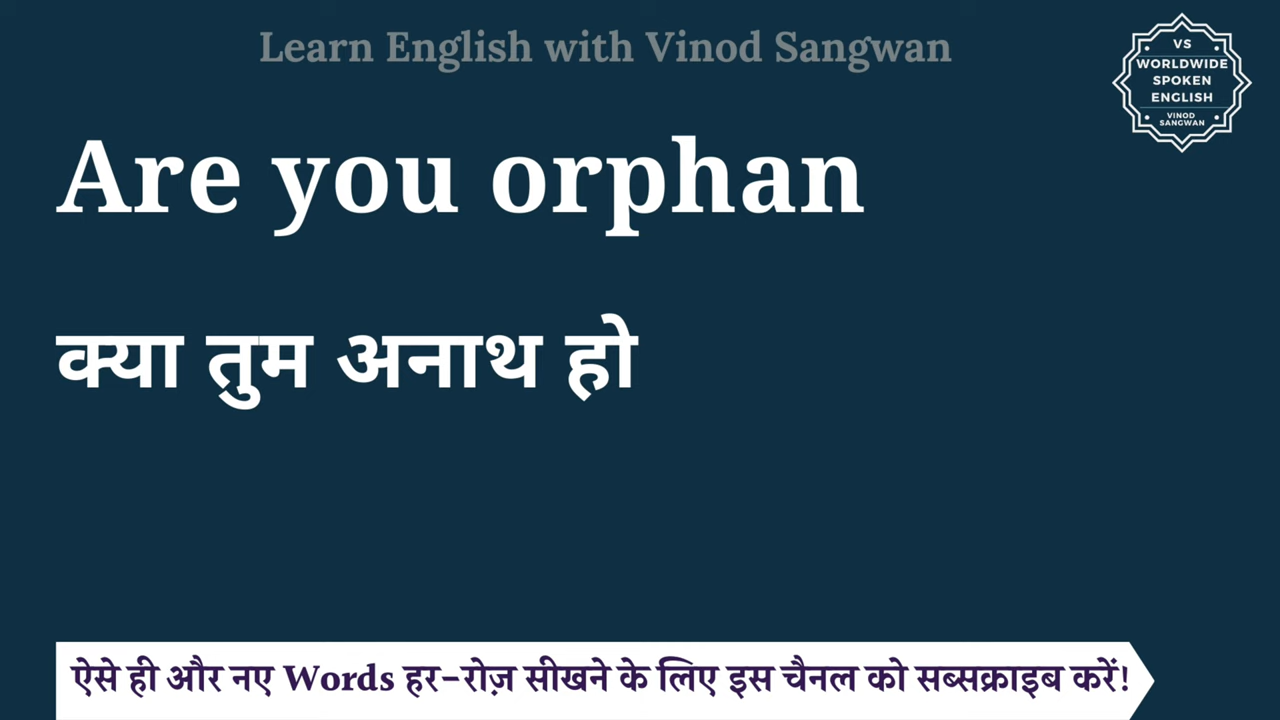 Learn English with Vinod Sangwan
VS
WORLDWIDE
SPOKEN
ENGLISH
VINOD
SANGWAN
Are you orphan
क्या तुम अनाथ हो
ऐसे ही और नए Words हर-रोज़ सीखने के लिए इस चैनल को सब्सक्राइब करें!